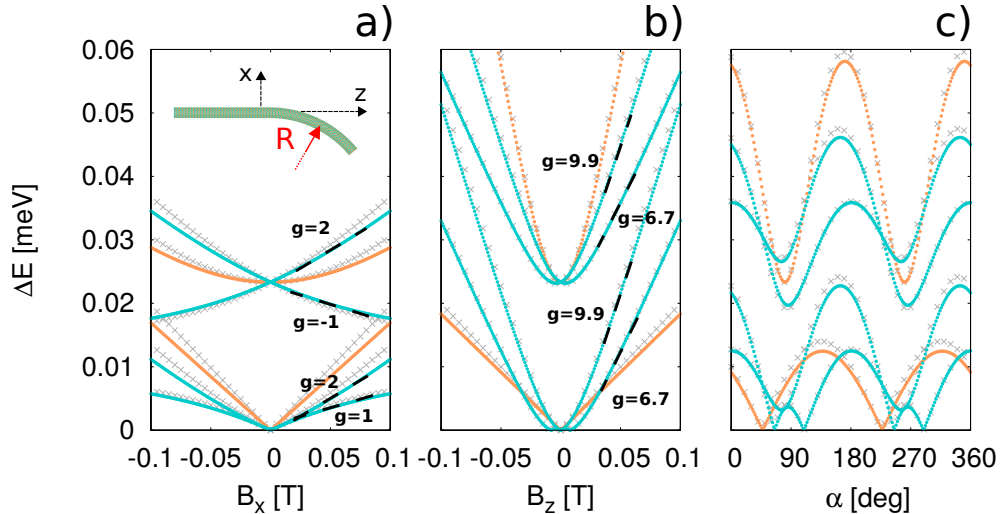 a)
b)
c)
ΔE [meV]
0.06
0.05
0.04
0.03
0.02
0.01
0
x
z
R
g=2
g=-1
g=2
g=1
-0.1
-0.05
0
0.05
0.1
B_x [T]
g=9.9
g=6.7
g=9.9
g=6.7
-0.1
-0.05
0
0.05
0.1
B_z [T]
0
90
180
270
360
α [deg]